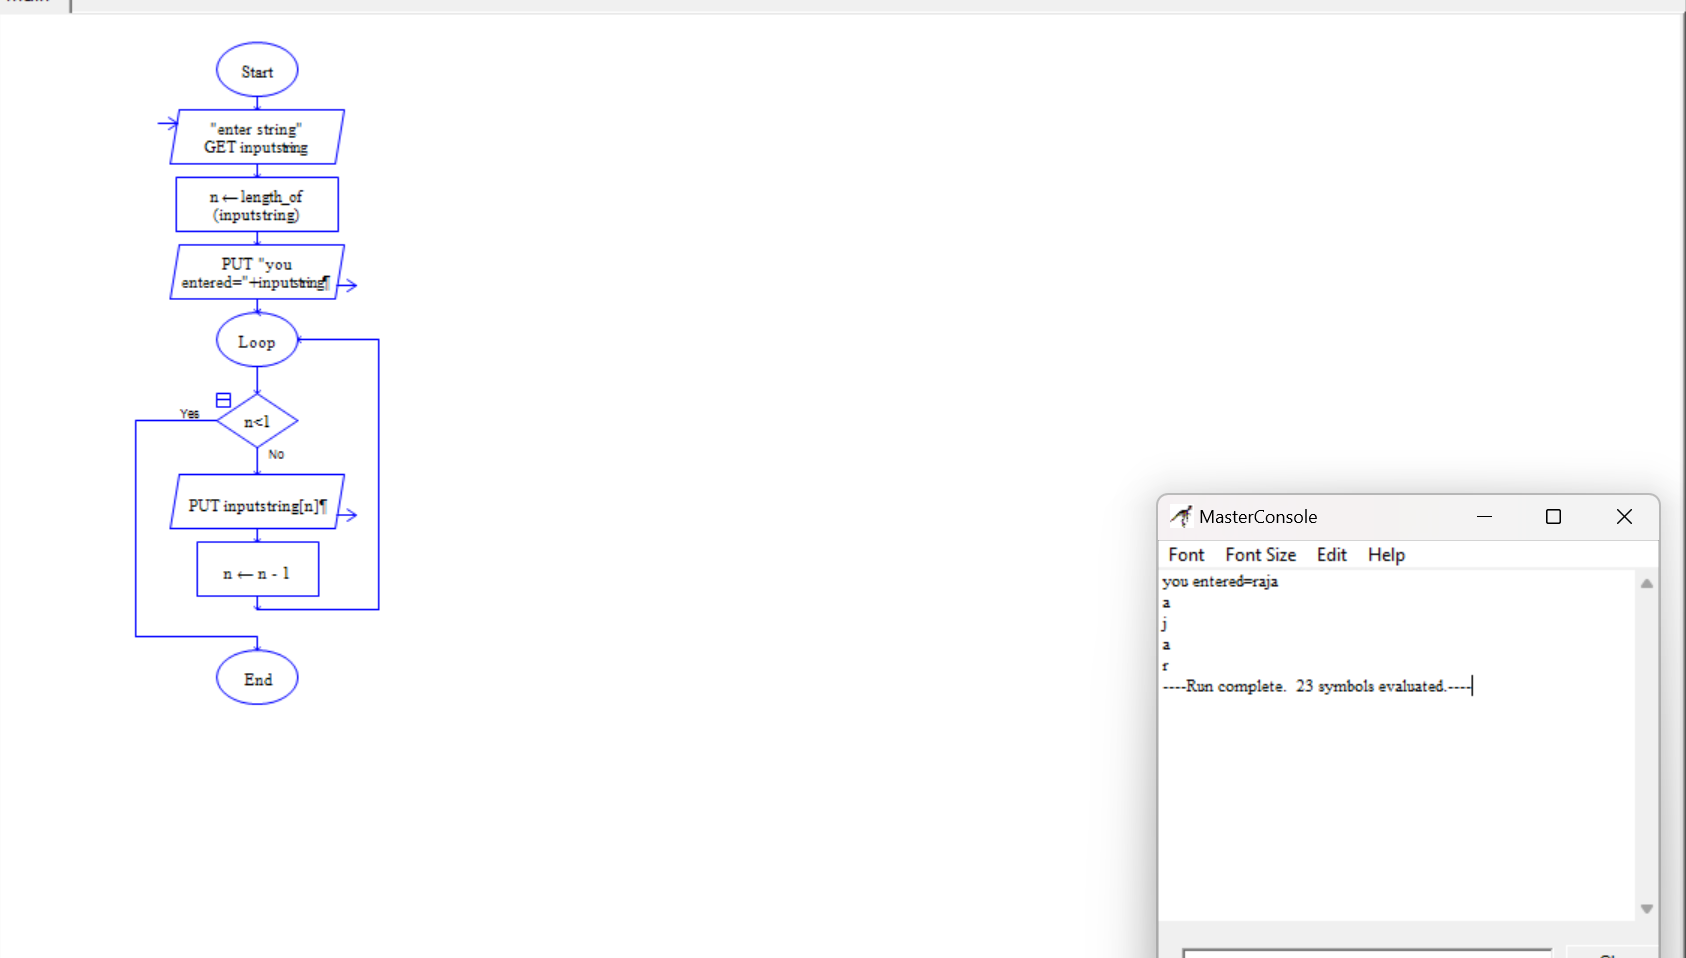 Start
"enter string"
GET inputstring
n ← length_of
(inputstring)
PUT "you
entered="+inputstring¶
Loop
Yes
n<1
No
PUT inputstring[n]¶
n ← n - 1
End
MasterConsole
Font Font Size Edit Help
you entered=raja
a
j
a
r
----Run complete.  23 symbols evaluated.----